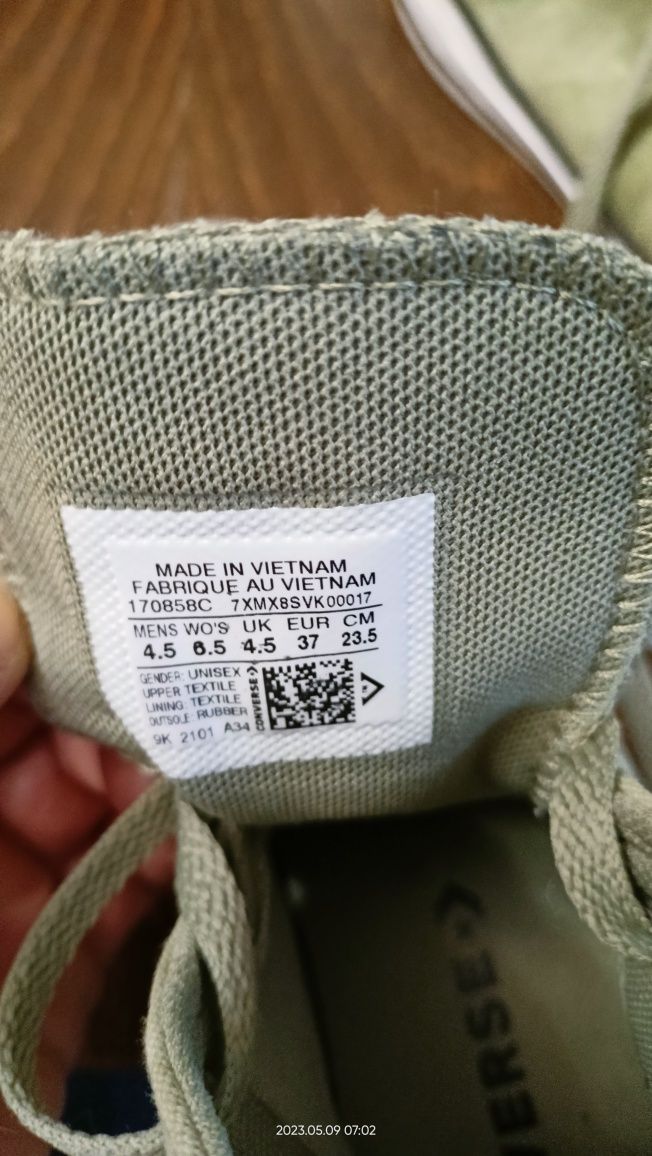 MADE IN VIETNAM
FABRIQUE AU VIETNAM
170858C 7XMX8SVK00017
MENS WO'S UK EUR CM
4.5 6.5 4.5 37 23.5
GENDER: UNISEX
UPPER TEXTILE
LINING: TEXTILE
OUTSOLE: RUBBER
9K 2101 A34
CONVERSE
ERSE
2023.05.09 07:02